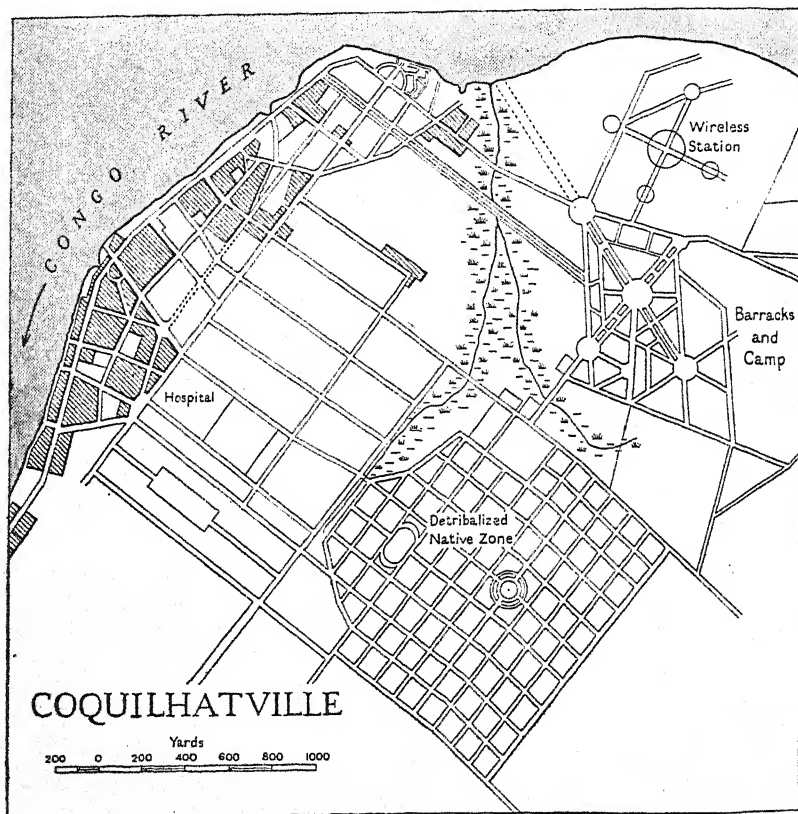 CONGO RIVER
Wireless
Station
Barracks
and
Camp
Hospital
Detribalized
Native Zone
COQUILHATVILLE
Yards
200 0 200 400 600 800 1000